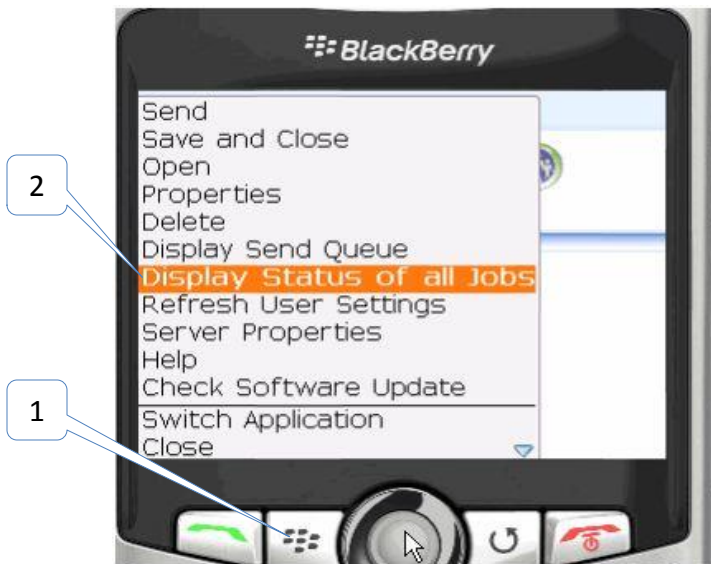 BlackBerry
Send
Save and Close
Open
Properties
2
Delete
Display Send Queue
Display Status of all Jobs
Refresh User Settings
Server Properties
Help
Check Software Update
1
Switch Application
Close